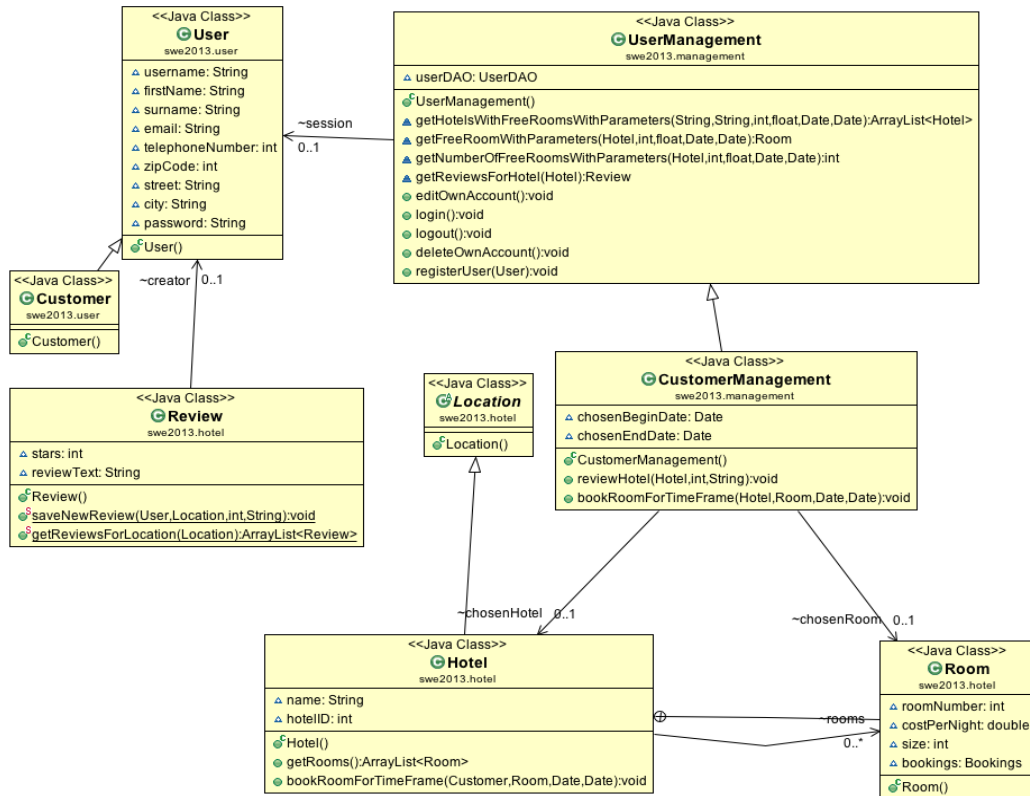 <<Java Class>>
User
swe2013.user
username: String
firstName: String
surname: String
email: String
telephoneNumber: int
zipCode: int
street: String
city: String
password: String
User()
<<Java Class>>
UserManagement
swe2013.management
userDAO: UserDAO
UserManagement()
getHotelsWithFreeRoomsWithParameters(String,String,int,float,Date,Date):ArrayList<Hotel>
getFreeRoomWithParameters(Hotel,int,float,Date,Date):Room
getNumberOfFreeRoomsWithParameters(Hotel,int,float,Date,Date):int
getReviewsForHotel(Hotel):Review
editOwnAccount():void
login():void
logout():void
deleteOwnAccount():void
registerUser(User):void
~session
0..1
<<Java Class>>
Customer
swe2013.user
Customer()
~creator 0..1
<<Java Class>>
Review
swe2013.hotel
stars: int
reviewText: String
Review()
saveNewReview(User,Location,int,String):void
getReviewsForLocation(Location):ArrayList<Review>
<<Java Class>>
Location
swe2013.hotel
Location()
<<Java Class>>
CustomerManagement
swe2013.management
chosenBeginDate: Date
chosenEndDate: Date
CustomerManagement()
reviewHotel(Hotel,int,String):void
bookRoomForTimeFrame(Hotel,Room,Date,Date):void
~chosenHotel 0..1
~chosenRoom 0..1
<<Java Class>>
Hotel
swe2013.hotel
name: String
hotelID: int
Hotel()
getRooms():ArrayList<Room>
bookRoomForTimeFrame(Customer,Room,Date,Date):void
~rooms
0..*
<<Java Class>>
Room
swe2013.hotel
roomNumber: int
costPerNight: double
size: int
bookings: Bookings
Room()